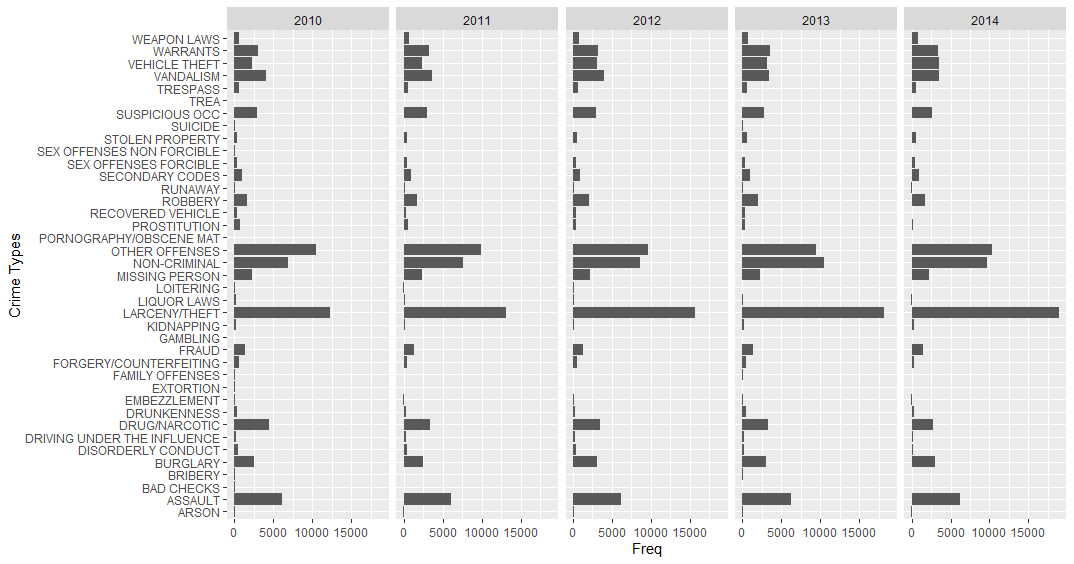 2010 2011 2012 2013 2014
WEAPON LAWS
WARRANTS
VEHICLE THEFT
VANDALISM
TRESPASS
TREA
SUSPICIOUS OCC
SUICIDE
STOLEN PROPERTY
SEX OFFENSES NON FORCIBLE
SEX OFFENSES FORCIBLE
SECONDARY CODES
RUNAWAY
ROBBERY
RECOVERED VEHICLE
PROSTITUTION
PORNOGRAPHY/OBSCENE MAT
OTHER OFFENSES
NON-CRIMINAL
MISSING PERSON
LOITERING
LIQUOR LAWS
LARCENY/THEFT
KIDNAPPING
GAMBLING
FRAUD
FORGERY/COUNTERFEITING
FAMILY OFFENSES
EXTORTION
EMBEZZLEMENT
DRUNKENNESS
DRUG/NARCOTIC
DRIVING UNDER THE INFLUENCE
DISORDERLY CONDUCT
BURGLARY
BRIBERY
BAD CHECKS
ASSAULT
ARSON
Crime Types
0 5000 10000 15000 0 5000 10000 15000 0 5000 10000 15000 0 5000 10000 15000 0 5000 10000 15000
Freq